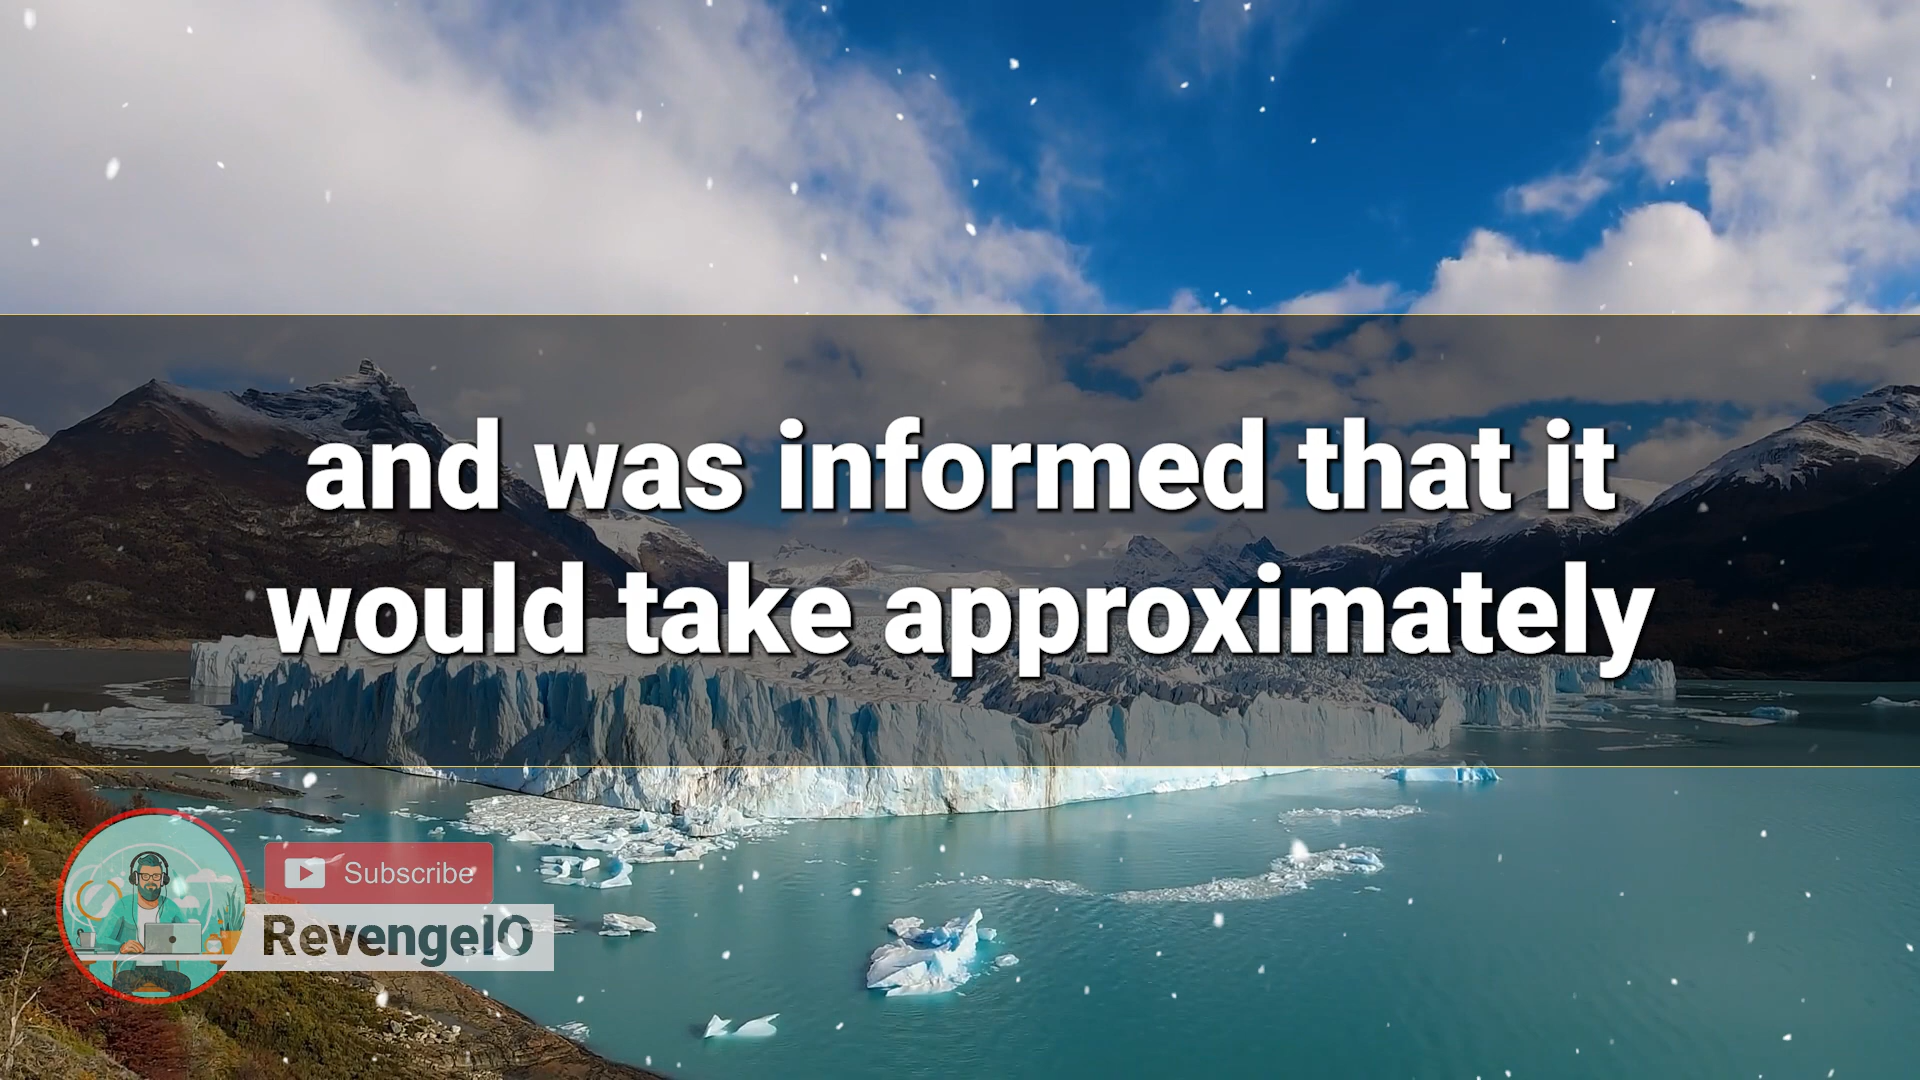 and was informed that it
would take approximately
Subscribe
RevengeIO